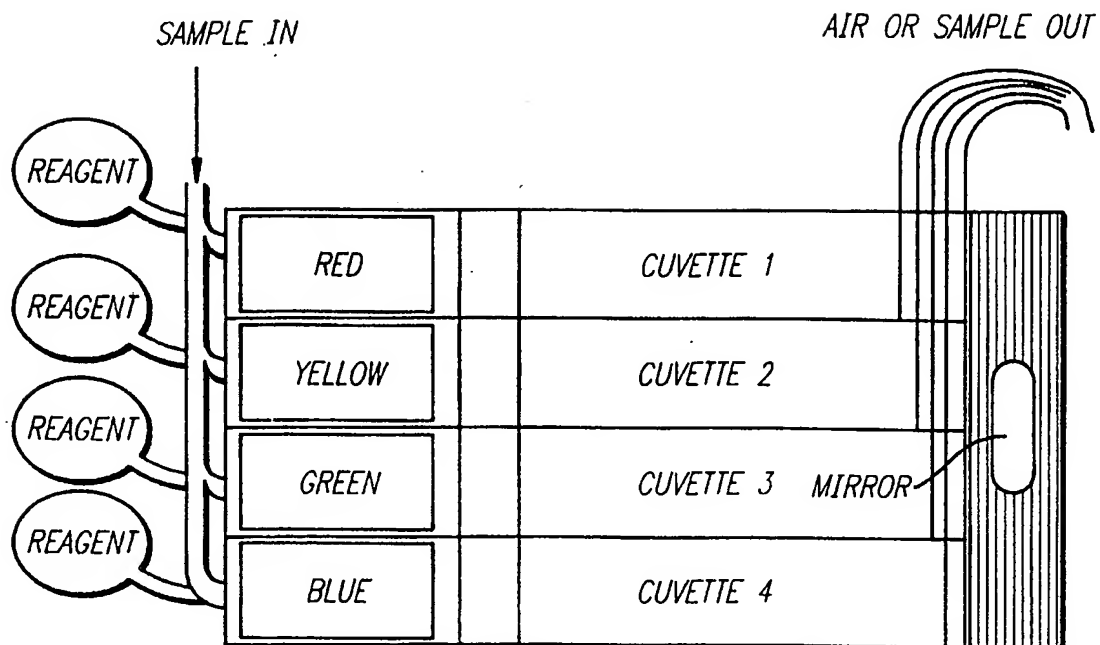 SAMPLE IN
AIR OR SAMPLE OUT
REAGENT
RED
CUVETTE 1
REAGENT
YELLOW
CUVETTE 2
REAGENT
GREEN
CUVETTE 3
MIRROR
REAGENT
BLUE
CUVETTE 4